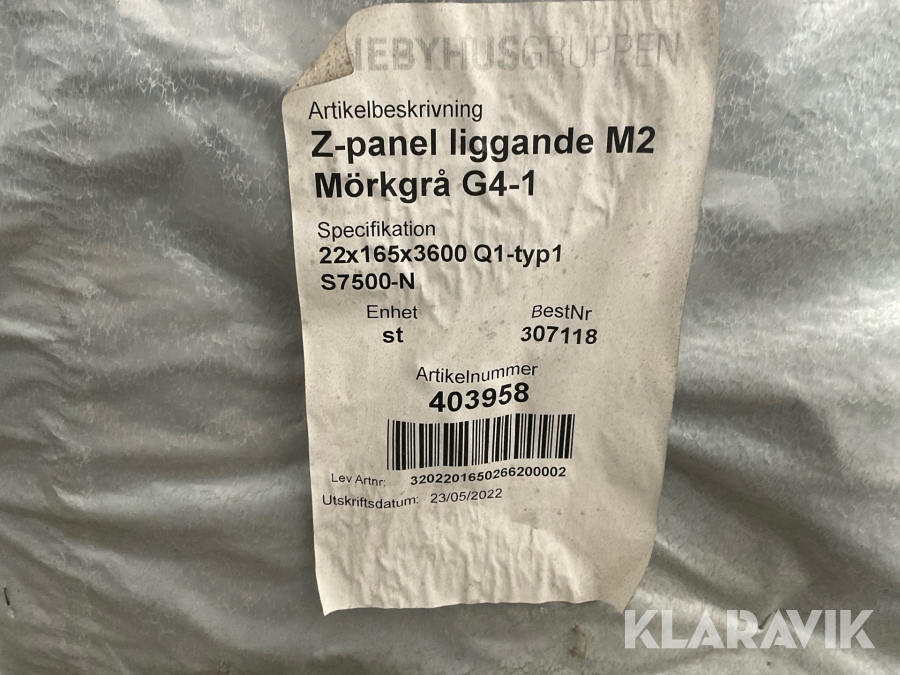 IEBYHUSGRUPPEN
Artikelbeskrivning
Z-panel liggande M2
Mörkgrå G4-1
Specifikation
22x165x3600 Q1-typ1
S7500-N
Enhet BestNr
st 307118
Artikelnummer
403958
Lev Artnr: 3202201650266200002
Utskriftsdatum: 23/05/2022
KLARAVIK